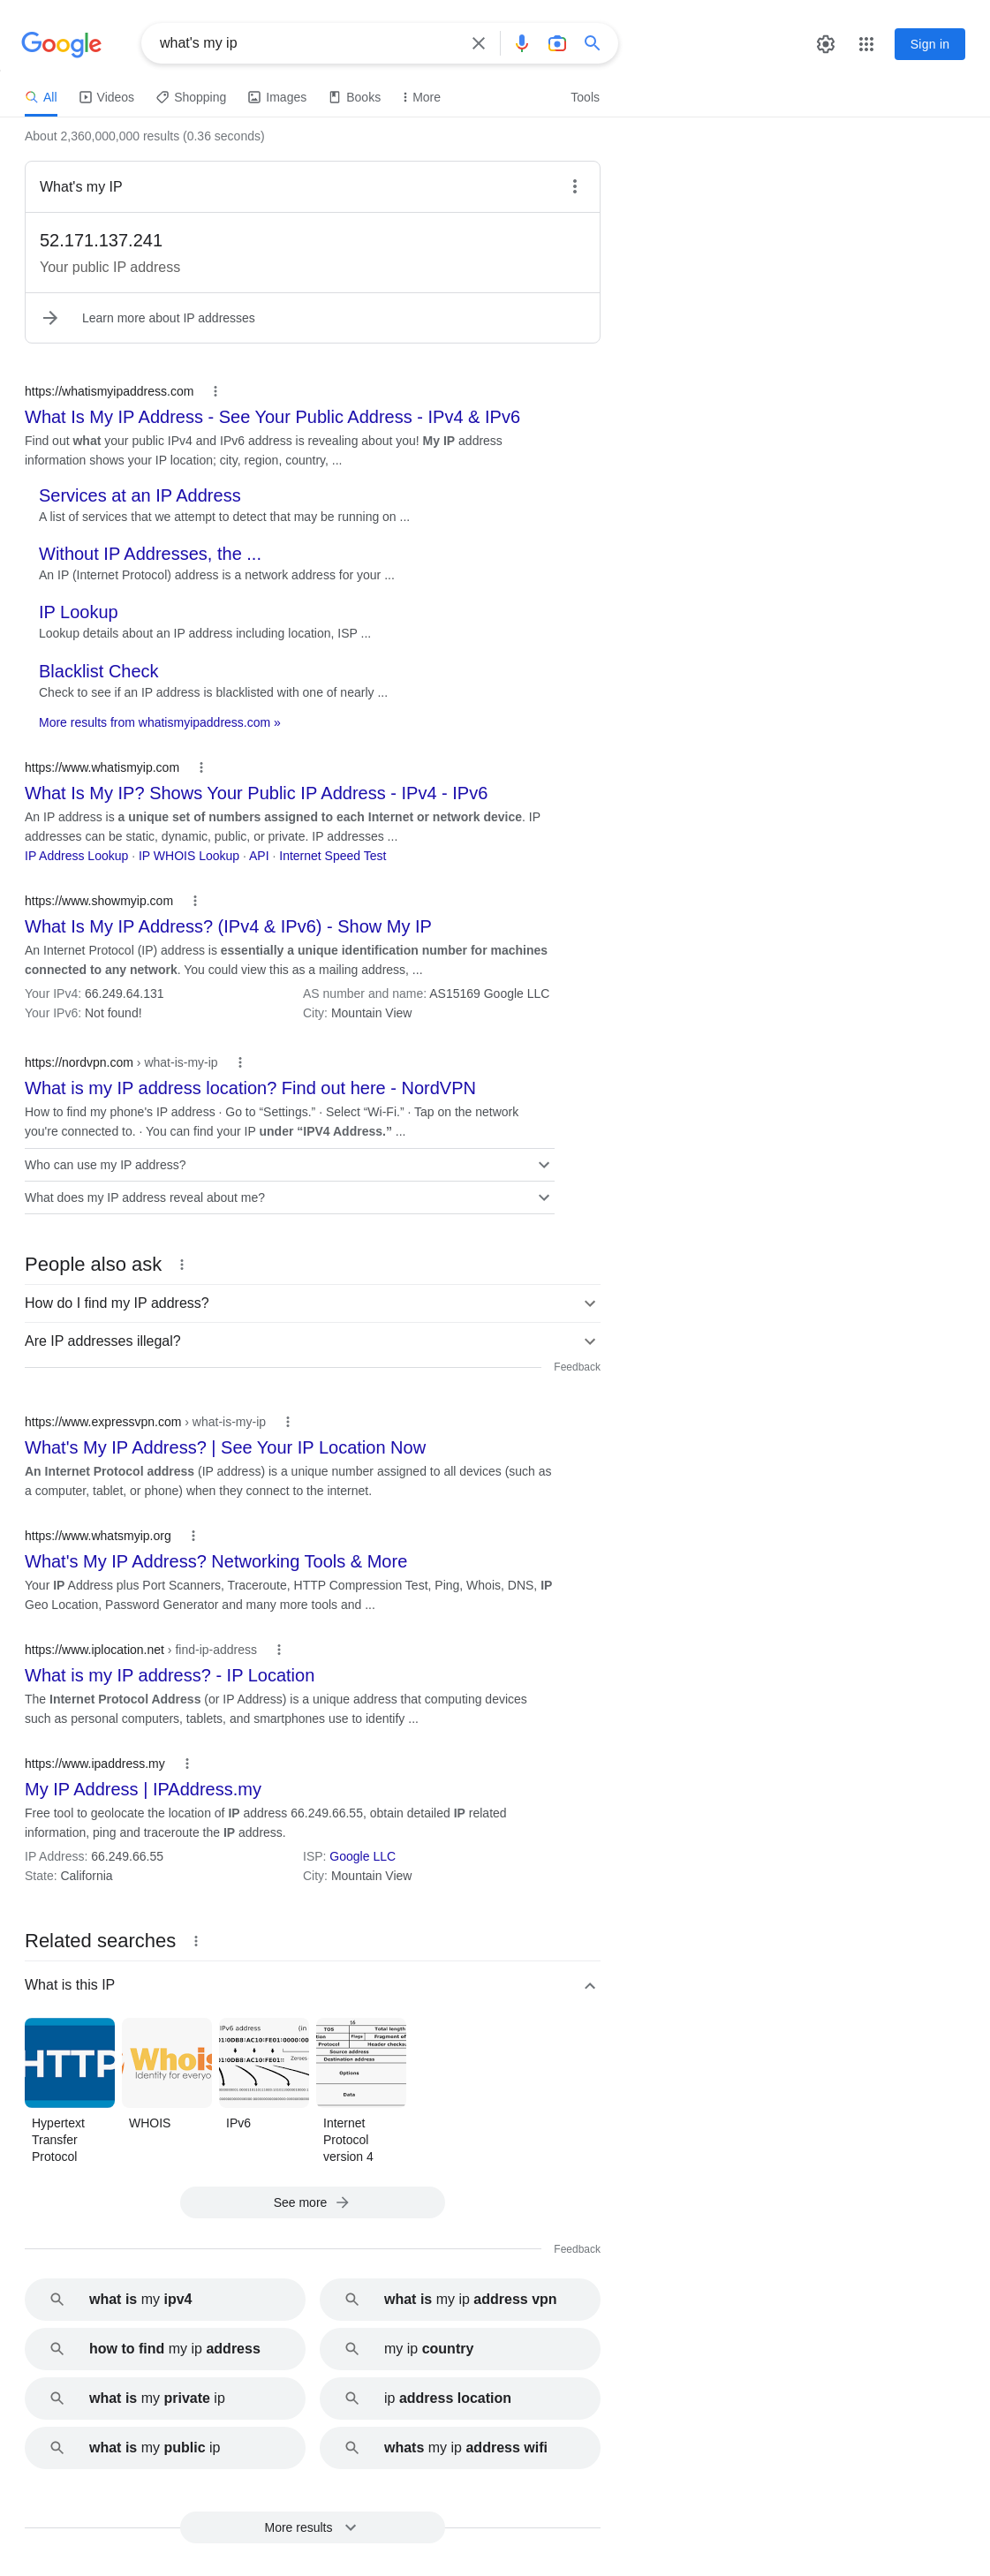 Google
what's my ip
Sign in
All
Videos
Shopping
Images
Books
More
Tools
About 2,360,000,000 results (0.36 seconds)
What's my IP
52.171.137.241
Your public IP address
Learn more about IP addresses
https://whatismyipaddress.com
What Is My IP Address - See Your Public Address - IPv4 & IPv6
Find out what your public IPv4 and IPv6 address is revealing about you! My IP address
information shows your IP location; city, region, country, ...
Services at an IP Address
A list of services that we attempt to detect that may be running on ...
Without IP Addresses, the ...
An IP (Internet Protocol) address is a network address for your ...
IP Lookup
Lookup details about an IP address including location, ISP ...
Blacklist Check
Check to see if an IP address is blacklisted with one of nearly ...
More results from whatismyipaddress.com »
https://www.whatismyip.com
What Is My IP? Shows Your Public IP Address - IPv4 - IPv6
An IP address is a unique set of numbers assigned to each Internet or network device. IP
addresses can be static, dynamic, public, or private. IP addresses ...
IP Address Lookup · IP WHOIS Lookup · API · Internet Speed Test
https://www.showmyip.com
What Is My IP Address? (IPv4 & IPv6) - Show My IP
An Internet Protocol (IP) address is essentially a unique identification number for machines
connected to any network. You could view this as a mailing address, ...
Your IPv4: 66.249.64.131
AS number and name: AS15169 Google LLC
Your IPv6: Not found!
City: Mountain View
https://nordvpn.com › what-is-my-ip
What is my IP address location? Find out here - NordVPN
How to find my phone's IP address · Go to “Settings.” · Select “Wi-Fi.” · Tap on the network
you're connected to. · You can find your IP under “IPV4 Address.” ...
Who can use my IP address?
What does my IP address reveal about me?
People also ask
How do I find my IP address?
Are IP addresses illegal?
Feedback
https://www.expressvpn.com › what-is-my-ip
What's My IP Address? | See Your IP Location Now
An Internet Protocol address (IP address) is a unique number assigned to all devices (such as
a computer, tablet, or phone) when they connect to the internet.
https://www.whatsmyip.org
What's My IP Address? Networking Tools & More
Your IP Address plus Port Scanners, Traceroute, HTTP Compression Test, Ping, Whois, DNS, IP
Geo Location, Password Generator and many more tools and ...
https://www.iplocation.net › find-ip-address
What is my IP address? - IP Location
The Internet Protocol Address (or IP Address) is a unique address that computing devices
such as personal computers, tablets, and smartphones use to identify ...
https://www.ipaddress.my
My IP Address | IPAddress.my
Free tool to geolocate the location of IP address 66.249.66.55, obtain detailed IP related
information, ping and traceroute the IP address.
IP Address: 66.249.66.55
ISP: Google LLC
State: California
City: Mountain View
Related searches
What is this IP
HTTP
Whois
Identity for everyo
IPv6 address (in
Zeroes
16
TOS Total length
Flags Fragment of
Protocol Header checksu
Source address
Destination address
Options
Data
Hypertext
Transfer
Protocol
WHOIS
IPv6
Internet
Protocol
version 4
See more
Feedback
what is my ipv4
what is my ip address vpn
how to find my ip address
my ip country
what is my private ip
ip address location
what is my public ip
whats my ip address wifi
More results